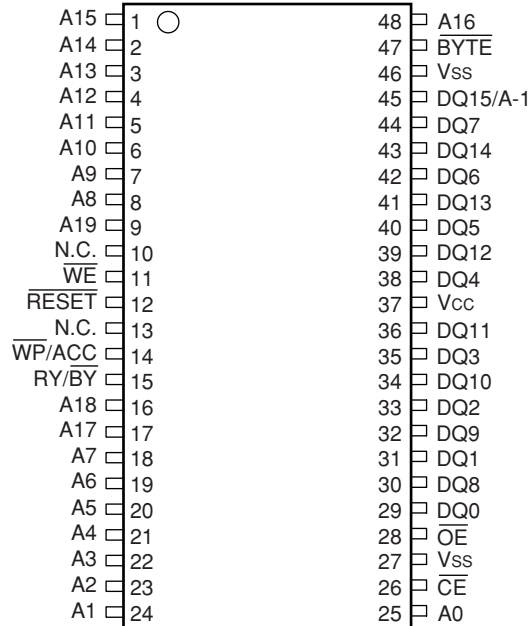 A15 1 48 A16
A14 2 47 BYTE
A13 3 46 Vss
A12 4 45 DQ15/A-1
A11 5 44 DQ7
A10 6 43 DQ14
A9 7 42 DQ6
A8 8 41 DQ13
A19 9 40 DQ5
N.C. 10 39 DQ12
WE 11 38 DQ4
RESET 12 37 Vcc
N.C. 13 36 DQ11
WP/ACC 14 35 DQ3
RY/BY 15 34 DQ10
A18 16 33 DQ2
A17 17 32 DQ9
A7 18 31 DQ1
A6 19 30 DQ8
A5 20 29 DQ0
A4 21 28 OE
A3 22 27 Vss
A2 23 26 CE
A1 24 25 A0